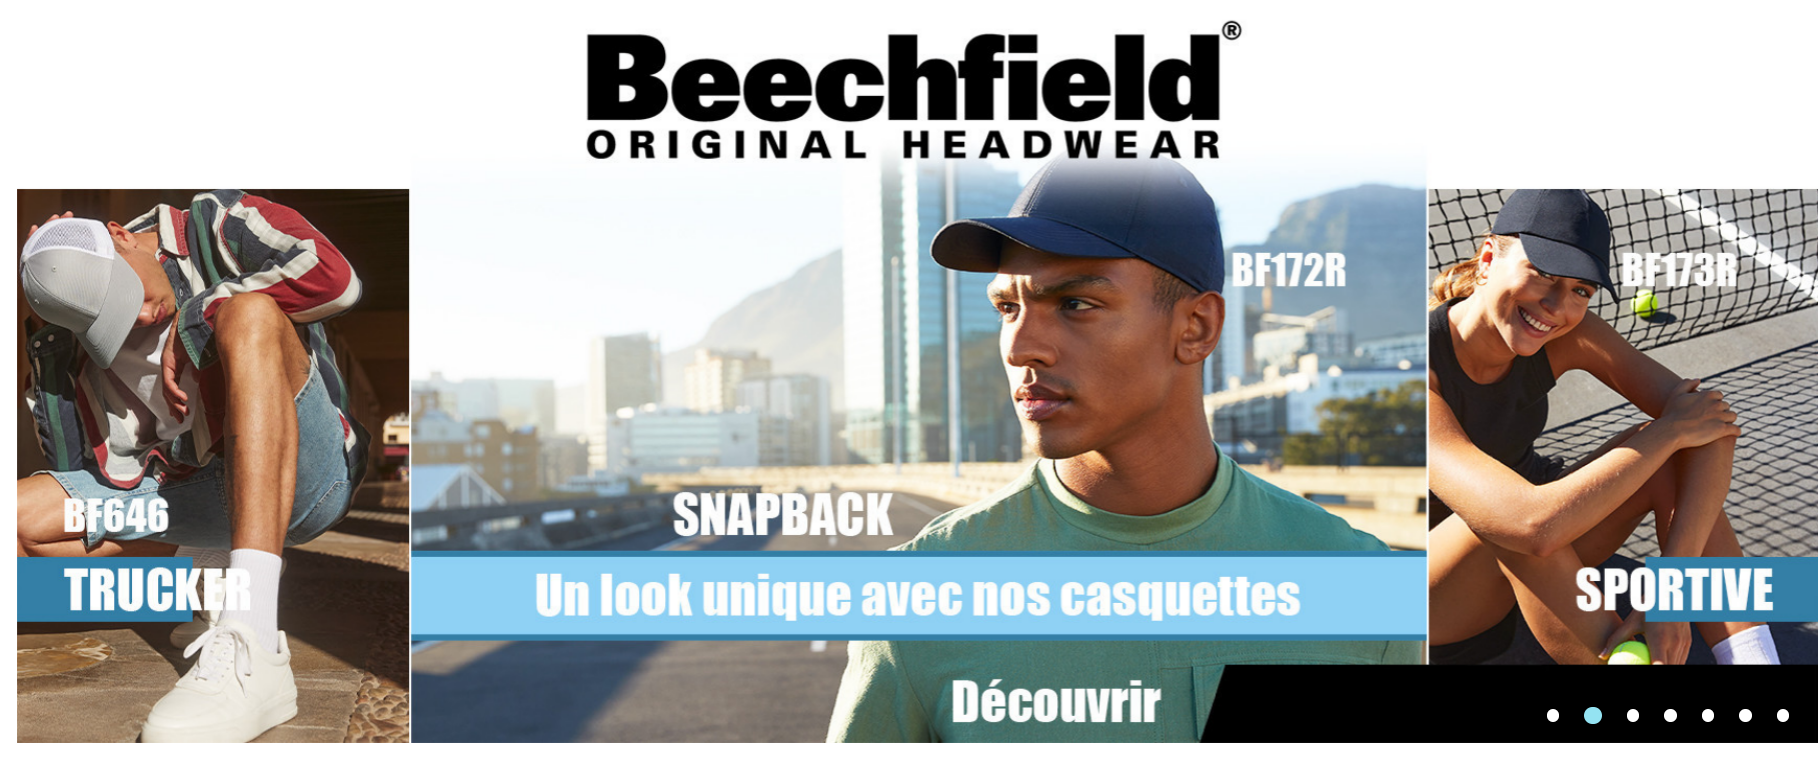 Beechfield®
ORIGINAL HEADWEAR
BF646
TRUCKER
BF172R
SNAPBACK
Un look unique avec nos casquettes
Découvrir
BF173R
SPORTIVE